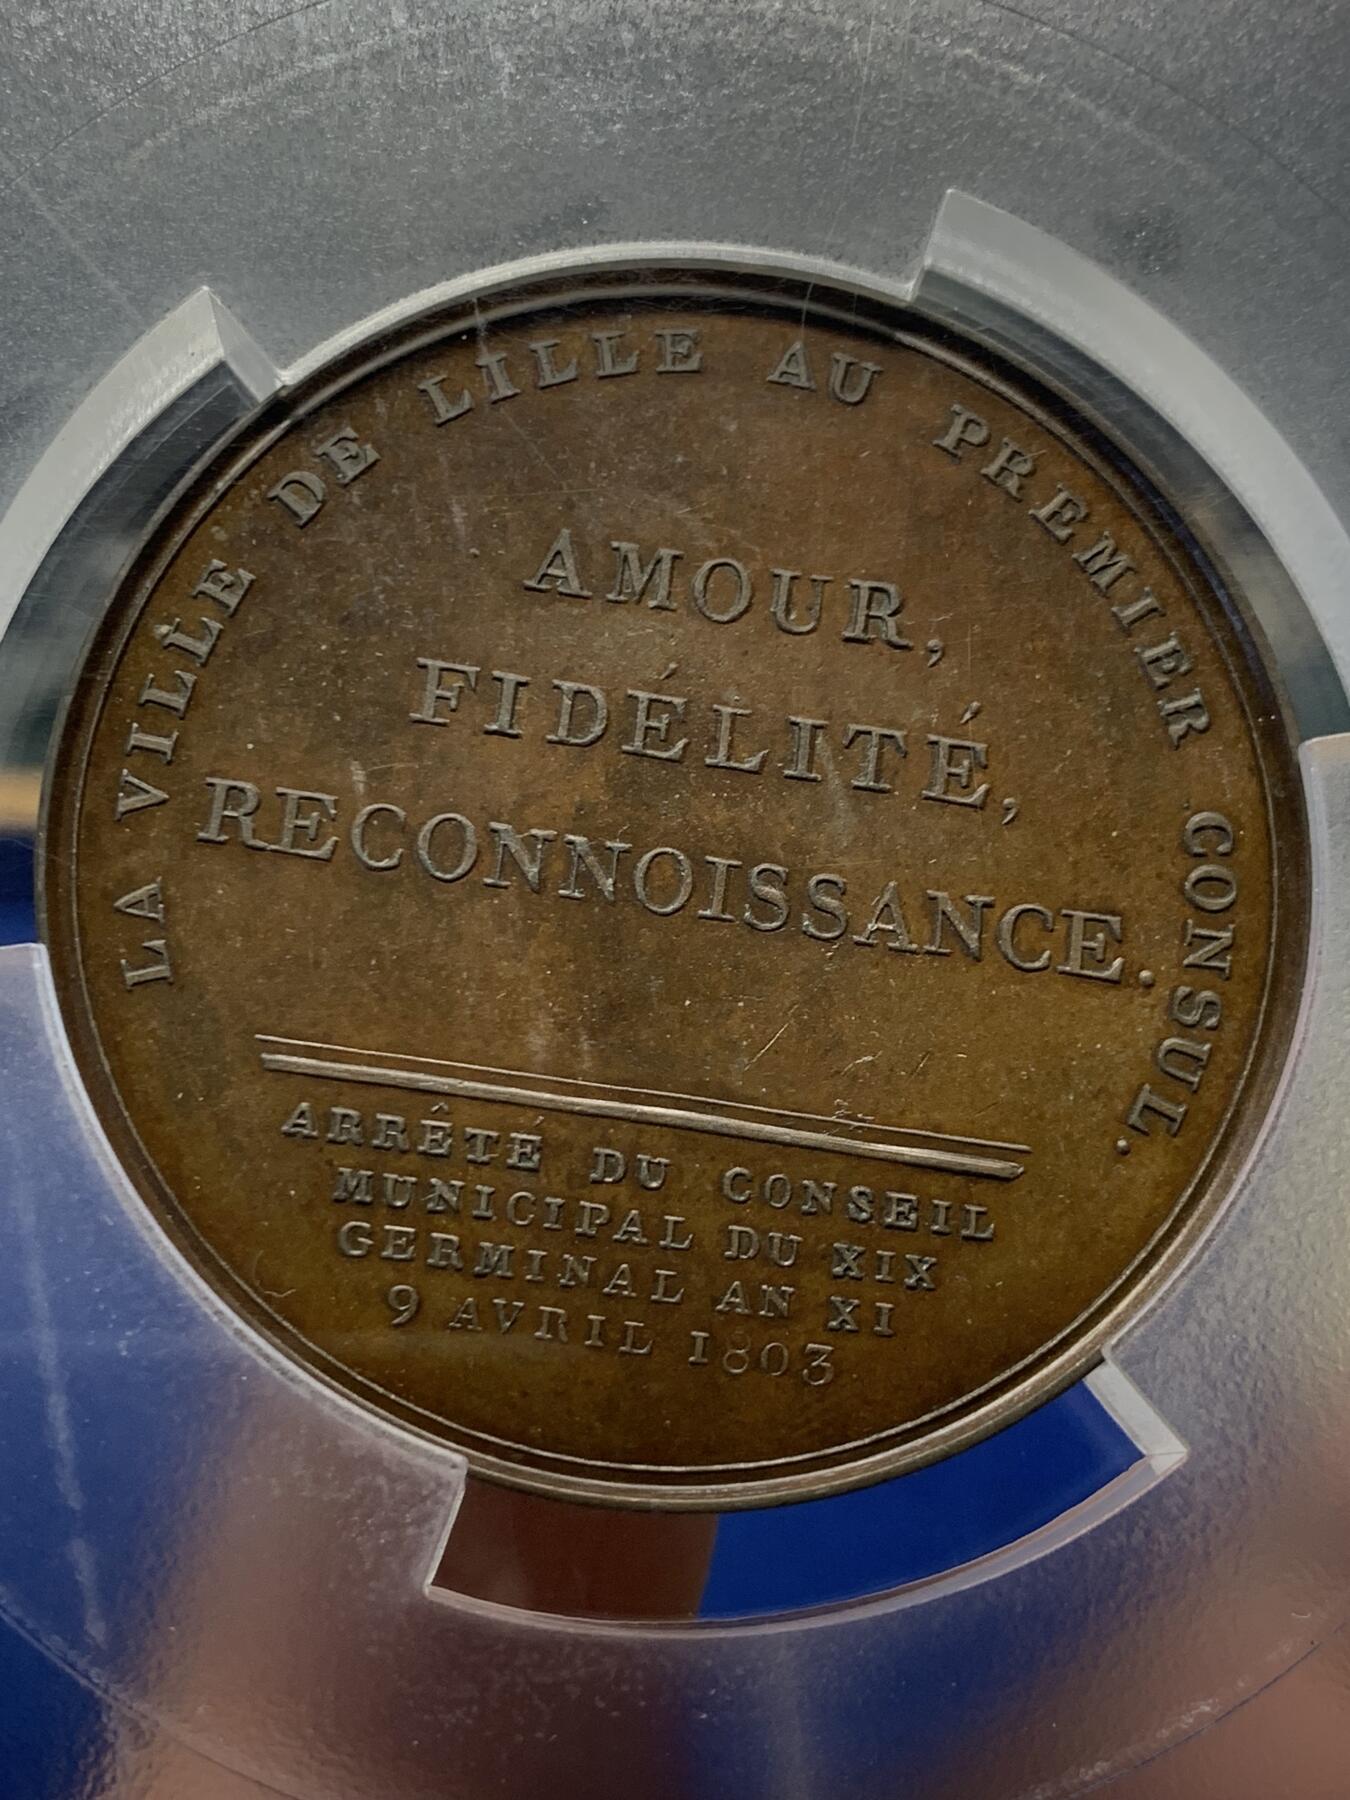 LA VILLE DE LILLE AU PREMIER CONSUL.
AMOUR,
FIDÉLITÉ,
RECONNOISSANCE.
ARRÊTÉ DU CONSEIL
MUNICIPAL DU XIX
GERMINAL AN XI
9 AVRIL 1803